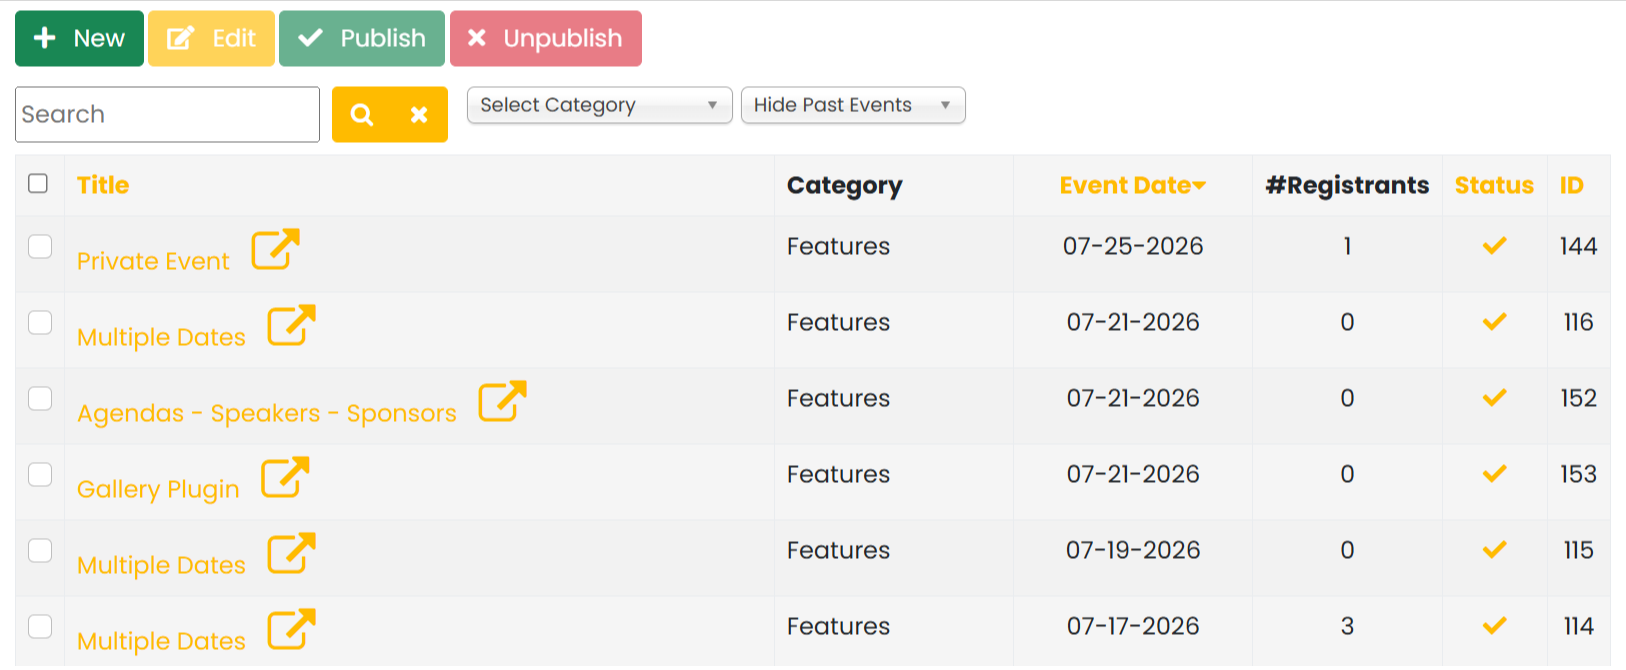 New Edit Publish Unpublish
Search Select Category Hide Past Events
Title Category Event Date #Registrants Status ID
Private Event Features 07-25-2026 1 144
Multiple Dates Features 07-21-2026 0 116
Agendas - Speakers - Sponsors Features 07-21-2026 0 152
Gallery Plugin Features 07-21-2026 0 153
Multiple Dates Features 07-19-2026 0 115
Multiple Dates Features 07-17-2026 3 114